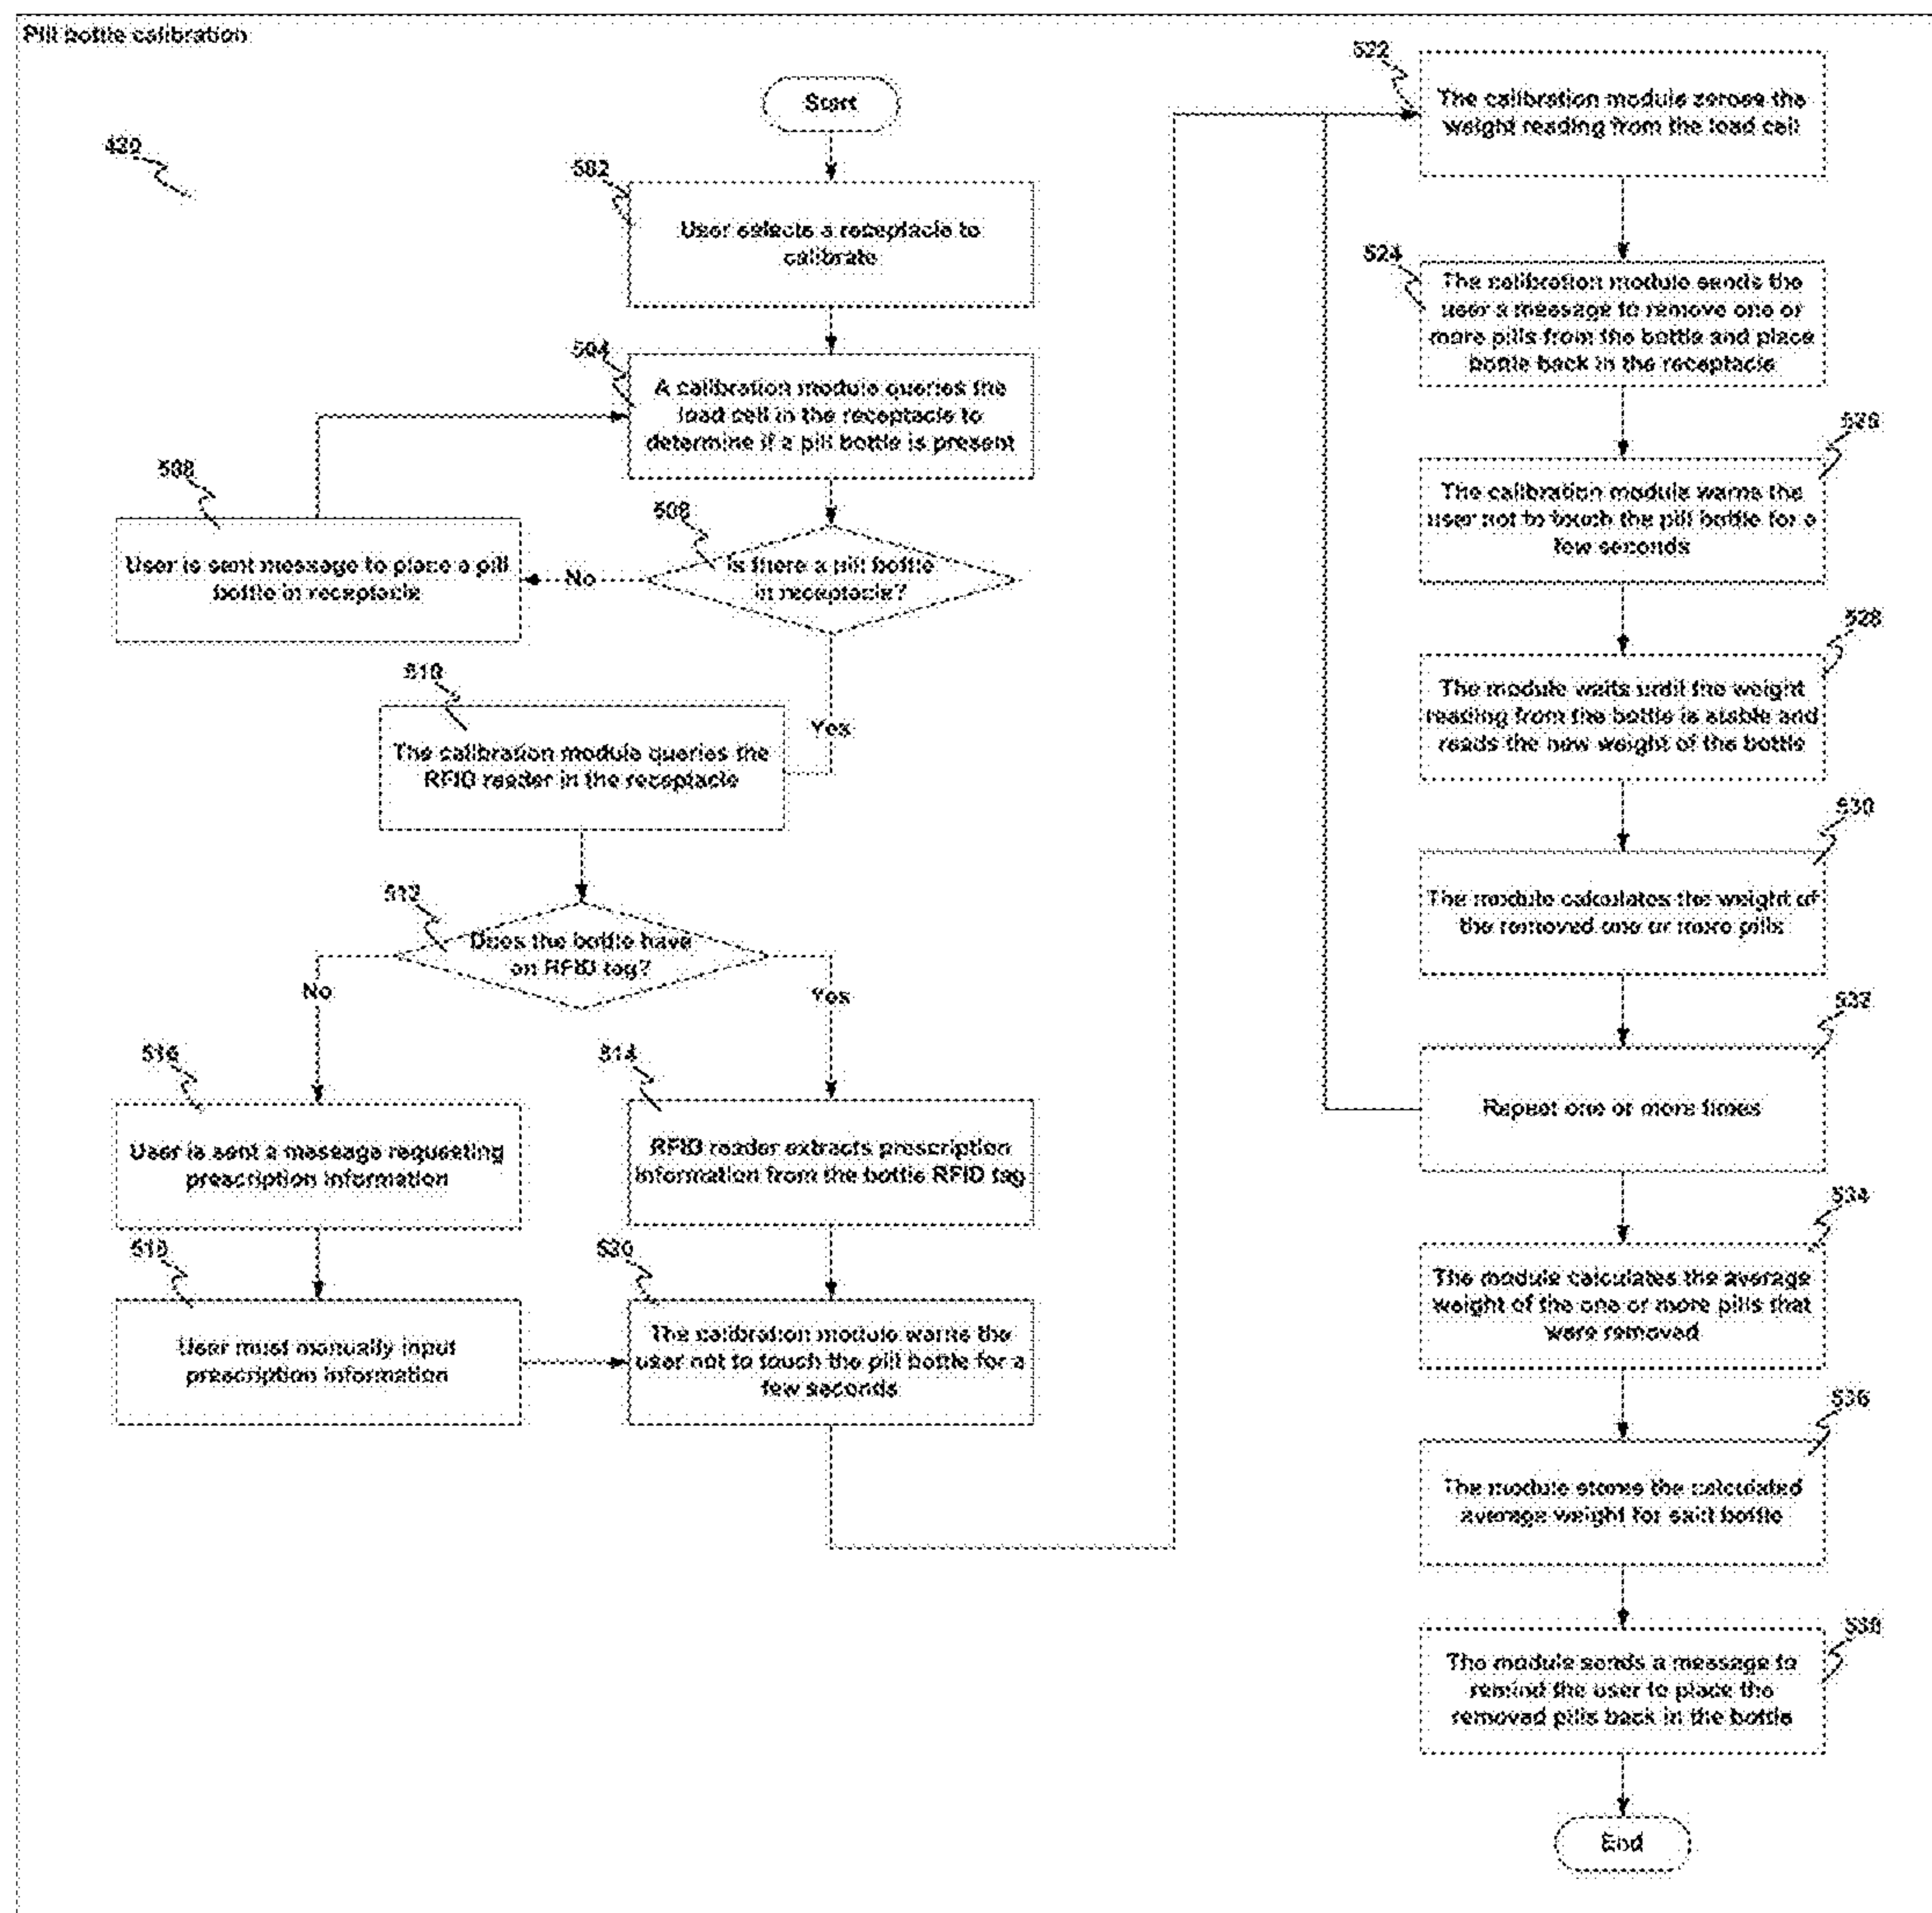 Pill bottle calibration
Start
502
User selects a receptacle to
calibrate
504
A calibration module queries the
load cell in the receptacle to
determine if a pill bottle is present
508
User is sent message to place a pill
bottle in receptacle
No
Is there a pill bottle
in receptacle?
Yes
510
The calibration module queries the
RFID reader in the receptacle
512
Does the bottle have
an RFID tag?
No
Yes
516
User is sent a message requesting
prescription information
514
RFID reader extracts prescription
information from the bottle RFID tag
518
User must manually input
prescription information
520
The calibration module warns the
user not to touch the pill bottle for a
few seconds
522
The calibration module zeroes the
weight reading from the load cell
524
The calibration module sends the
user a message to remove one or
more pills from the bottle and place
bottle back in the receptacle
526
The calibration module warns the
user not to touch the pill bottle for a
few seconds
528
The module waits until the weight
reading from the bottle is stable and
reads the new weight of the bottle
530
The module calculates the weight of
the removed one or more pills
532
Repeat one or more times
534
The module calculates the average
weight of the one or more pills that
were removed
536
The module stores the calculated
average weight for said bottle
538
The module sends a message to
remind the user to place the
removed pills back in the bottle
End